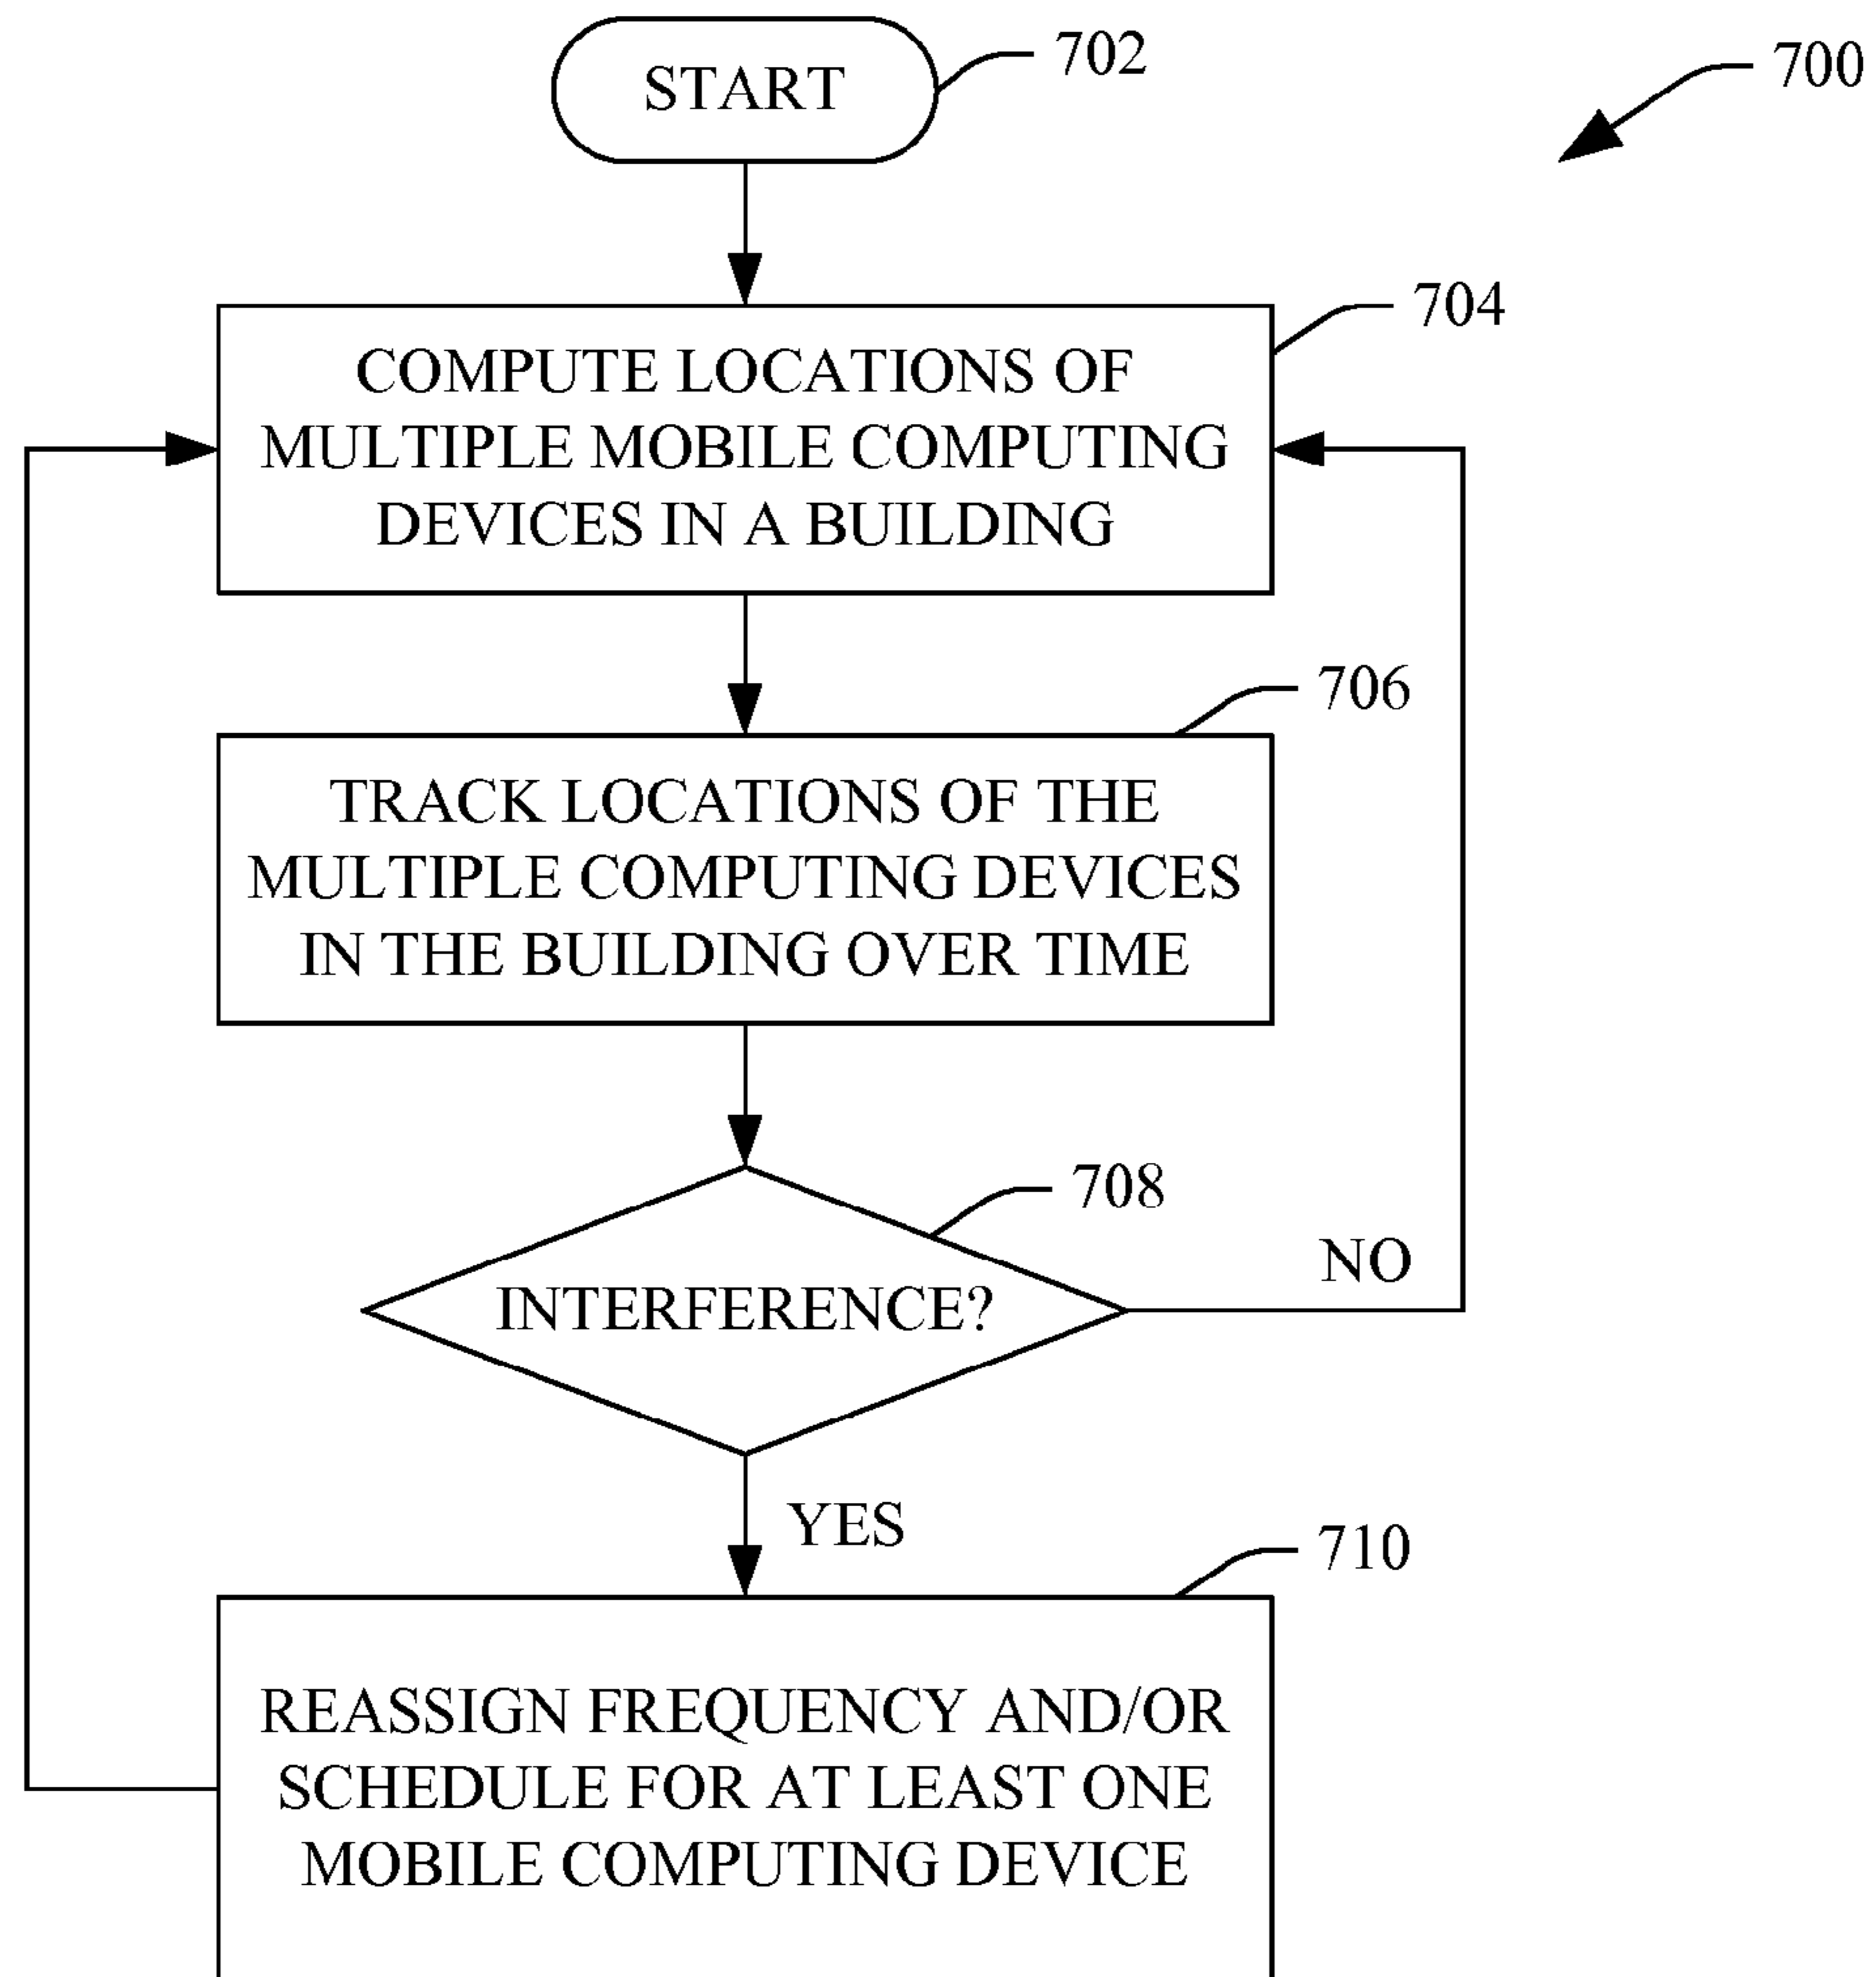 START
702
700
704
COMPUTE LOCATIONS OF
MULTIPLE MOBILE COMPUTING
DEVICES IN A BUILDING
706
TRACK LOCATIONS OF THE
MULTIPLE COMPUTING DEVICES
IN THE BUILDING OVER TIME
708
INTERFERENCE?
NO
YES
710
REASSIGN FREQUENCY AND/OR
SCHEDULE FOR AT LEAST ONE
MOBILE COMPUTING DEVICE